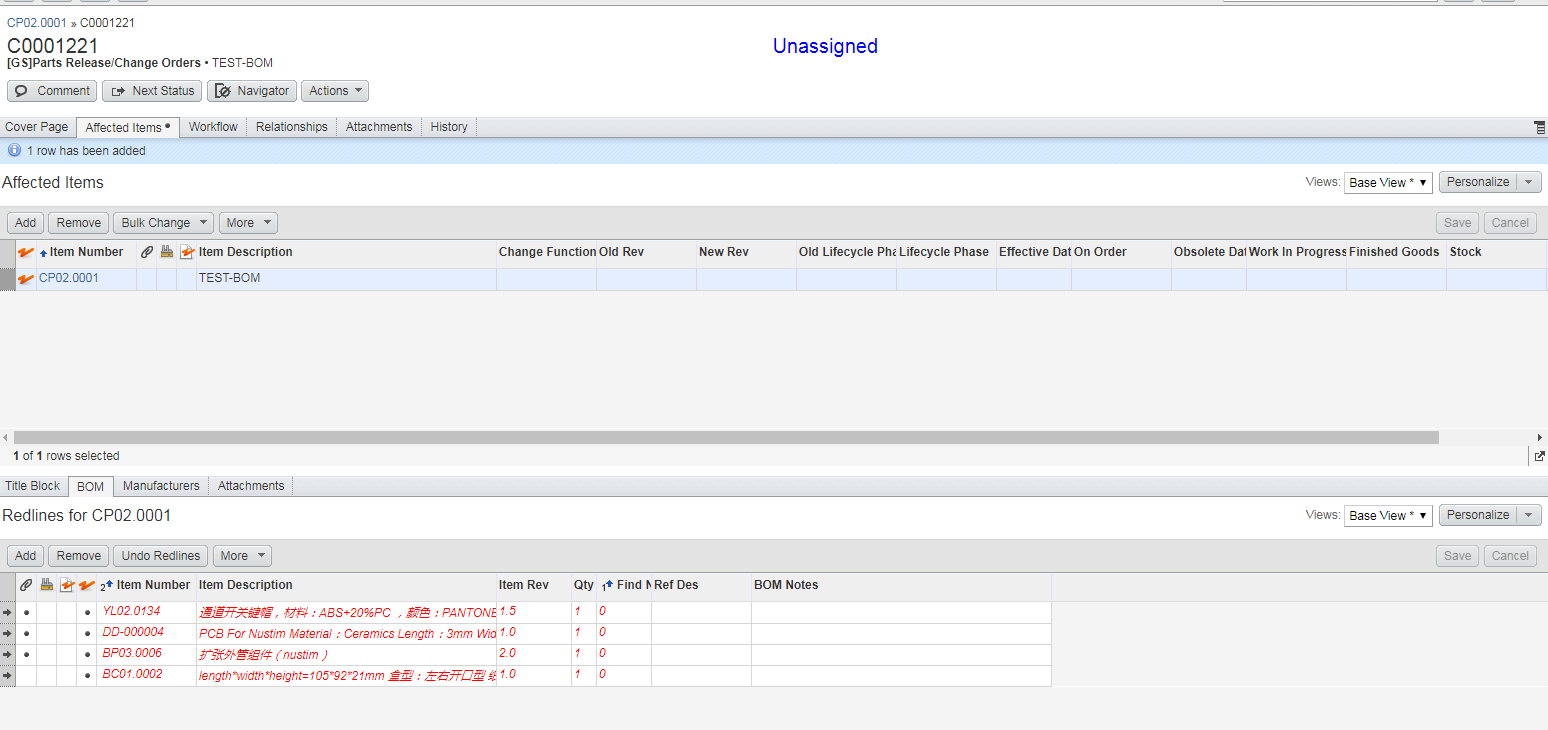 CP02.0001 » C0001221
C0001221
Unassigned
[GS]Parts Release/Change Orders • TEST-BOM
Comment Next Status Navigator Actions
Cover Page Affected Items • Workflow Relationships Attachments History
1 row has been added
Affected Items Views: Base View * Personalize
Add Remove Bulk Change More Save Cancel
Item Number Item Description Change Function Old Rev New Rev Old Lifecycle Pha Lifecycle Phase Effective Dat On Order Obsolete Dat Work In Progress Finished Goods Stock
CP02.0001 TEST-BOM
1 of 1 rows selected
Title Block BOM Manufacturers Attachments
Redlines for CP02.0001 Views: Base View * Personalize
Add Remove Undo Redlines More Save Cancel
2 Item Number Item Description Item Rev Qty 1 Find N Ref Des BOM Notes
YL02.0134 通道开关键帽，材料：ABS+20%PC ，颜色：PANTONE 1.5 1 0
DD-000004 PCB For Nustim Material：Ceramics Length：3mm Wid 1.0 1 0
BP03.0006 扩张外管组件（nustim） 2.0 1 0
BC01.0002 length*width*height=105*92*21mm 盒型：左右开口型 1.0 1 0